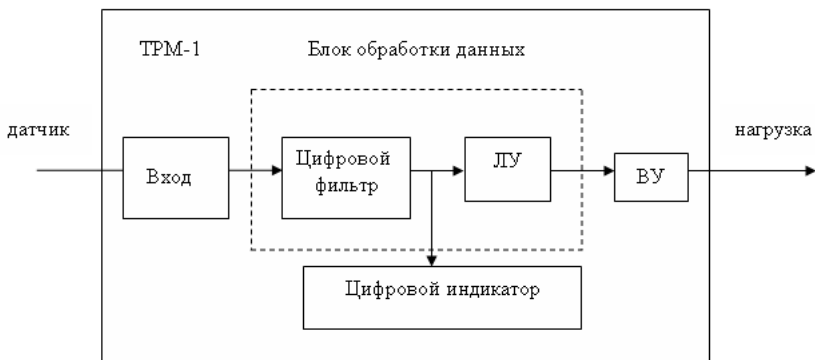 ТРМ-1
Блок обработки данных
датчик
нагрузка
Вход
Цифровой
фильтр
ЛУ
ВУ
Цифровой индикатор